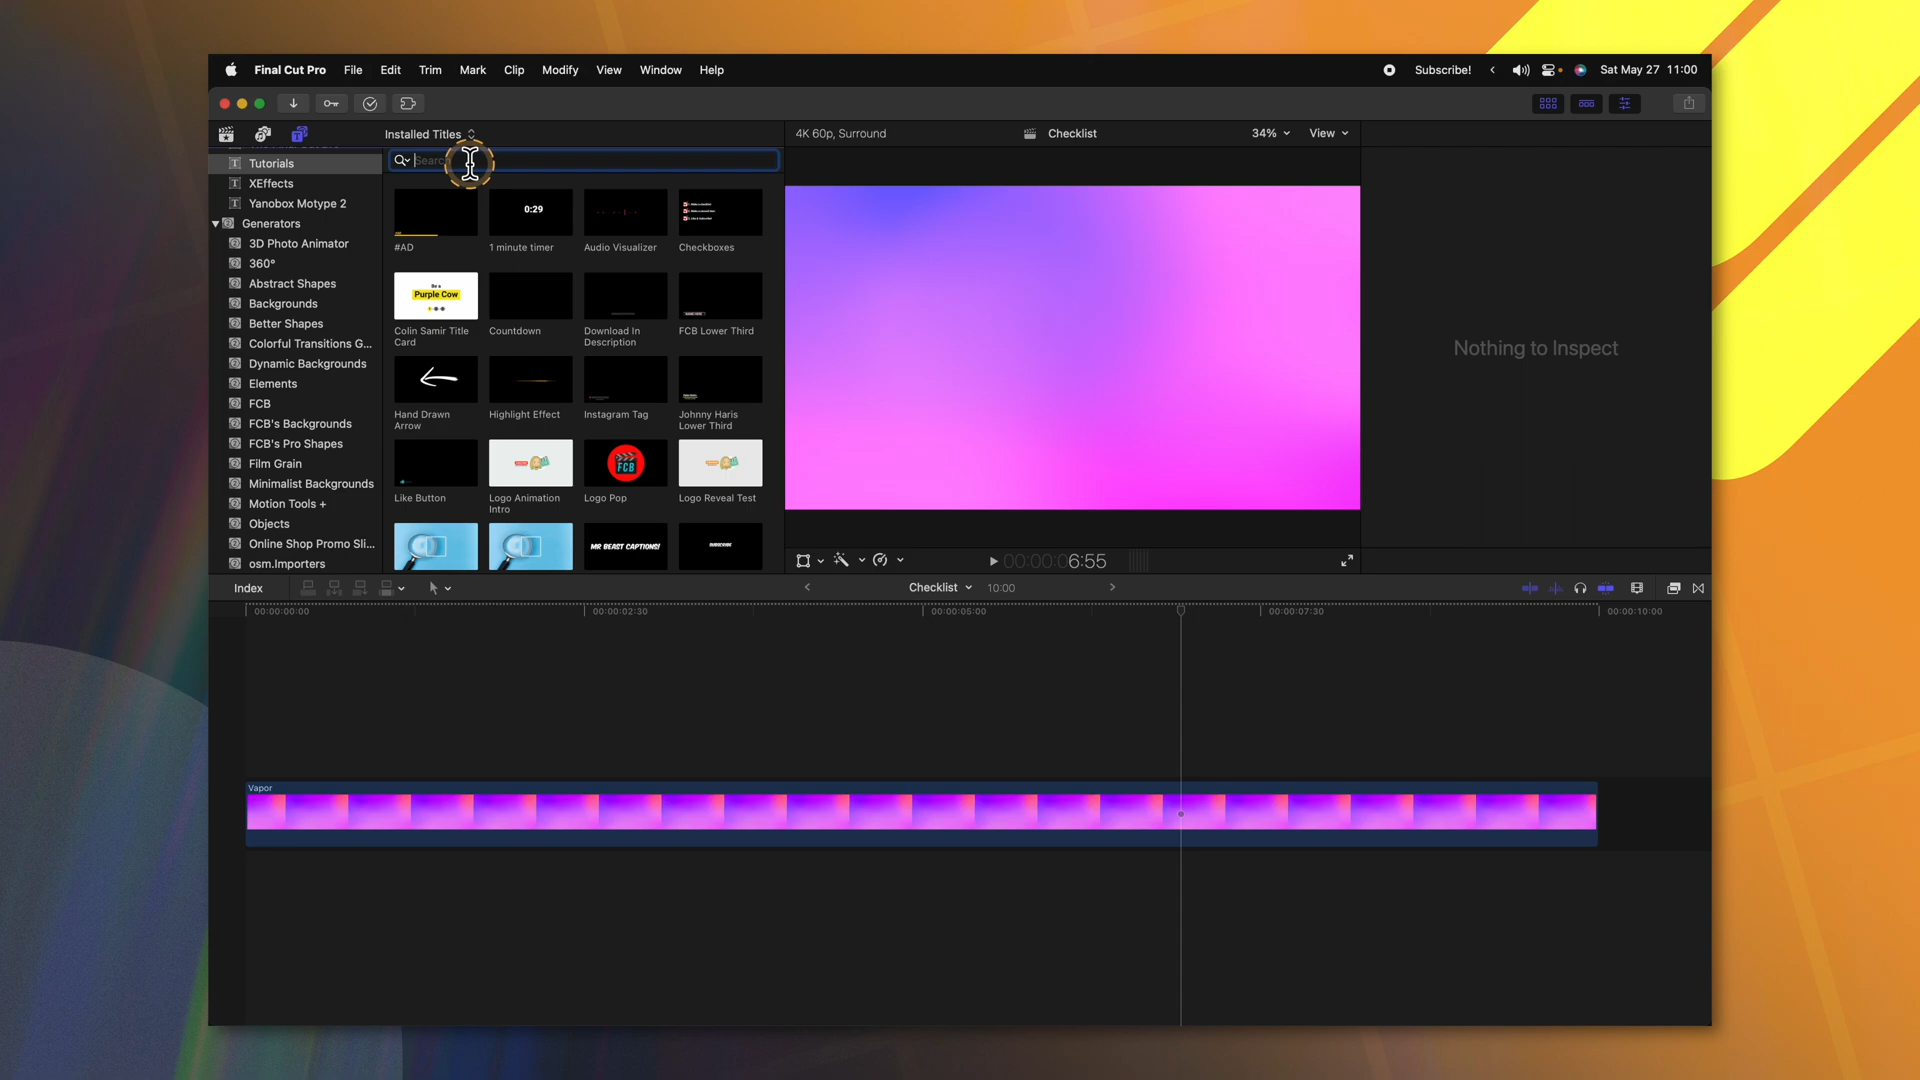 Final Cut Pro File Edit Trim Mark Clip Modify View Window Help
Subscribe! Sat May 27 11:00
Installed Titles
4K 60p, Surround
Checklist
34%
View
Tutorials
XEffects
Yanobox Motype 2
Generators
3D Photo Animator
360°
Abstract Shapes
Backgrounds
Better Shapes
Colorful Transitions G...
Dynamic Backgrounds
Elements
FCB
FCB's Backgrounds
FCB's Pro Shapes
Film Grain
Minimalist Backgrounds
Motion Tools +
Objects
Online Shop Promo Sli...
osm.Importers
Search
0:29
#AD
1 minute timer
Audio Visualizer
Checkboxes
Be a
Purple Cow
Colin Samir Title
Card
Countdown
Download In
Description
FCB Lower Third
Hand Drawn
Arrow
Highlight Effect
Instagram Tag
Johnny Haris
Lower Third
FCB
Like Button
Logo Animation
Intro
Logo Pop
Logo Reveal Test
MR BEAST CAPTIONS!
SUBSCRIBE
Nothing to Inspect
00:00:06:55
Index
Checklist
10:00
00:00:00:00
00:00:02:30
00:00:05:00
00:00:07:30
00:00:10:00
Vapor